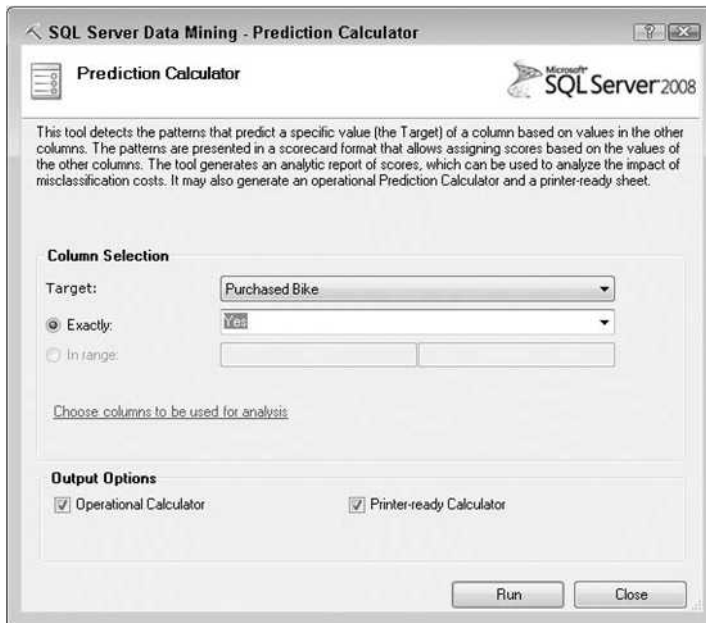 SQL Server Data Mining - Prediction Calculator
Prediction Calculator
Microsoft
SQL Server 2008
This tool detects the patterns that predict a specific value (the Target) of a column based on values in the other
columns. The patterns are presented in a scorecard format that allows assigning scores based on the values of
the other columns. The tool generates an analytic report of scores, which can be used to analyze the impact of
misclassification costs. It may also generate an operational Prediction Calculator and a printer-ready sheet.
Column Selection
Target:
Purchased Bike
Exactly:
Yes
In range:
Choose columns to be used for analysis
Output Options
Operational Calculator
Printer-ready Calculator
Run
Close